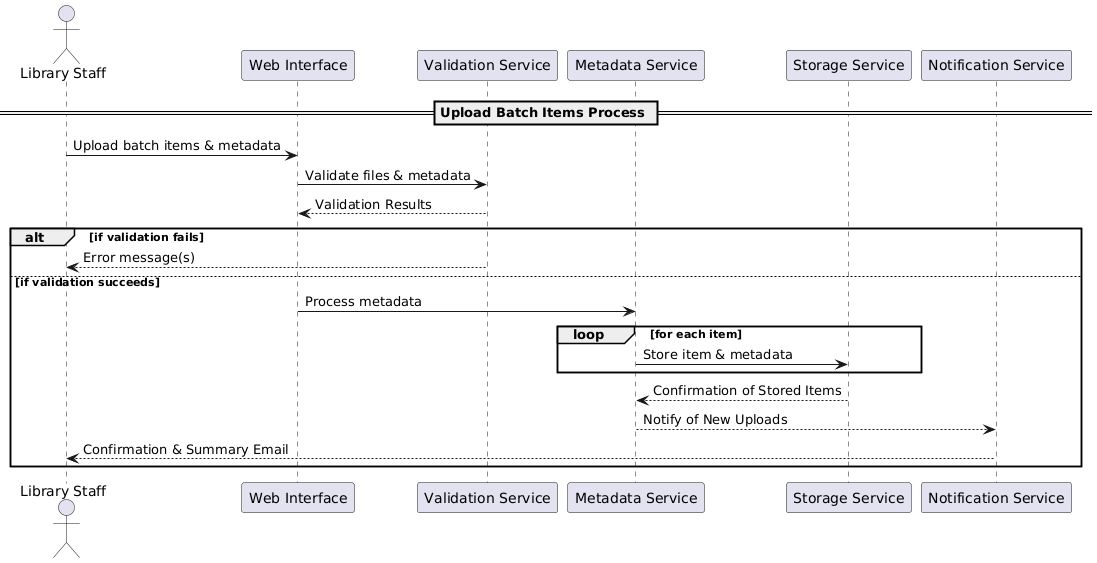 Library Staff
Web Interface
Validation Service
Metadata Service
Storage Service
Notification Service
Upload Batch Items Process
Upload batch items & metadata
Validate files & metadata
Validation Results
alt
[if validation fails]
Error message(s)
[if validation succeeds]
Process metadata
loop
[for each item]
Store item & metadata
Confirmation of Stored Items
Notify of New Uploads
Confirmation & Summary Email
Library Staff
Web Interface
Validation Service
Metadata Service
Storage Service
Notification Service